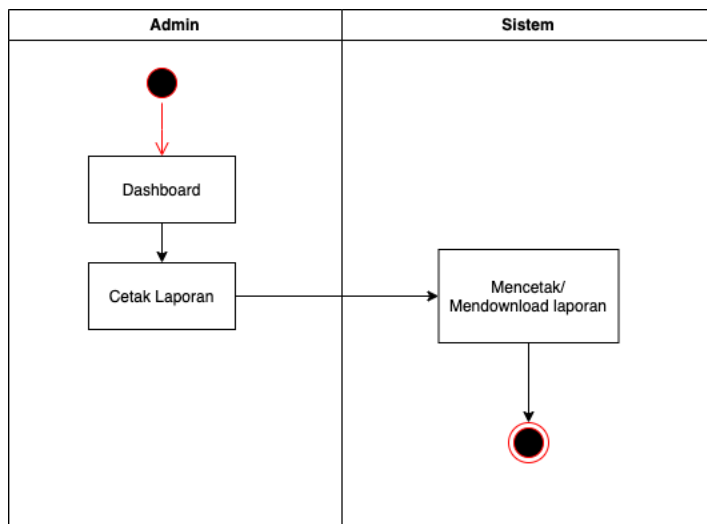 Admin
Sistem
Dashboard
Cetak Laporan
Mencetak/
Mendownload laporan